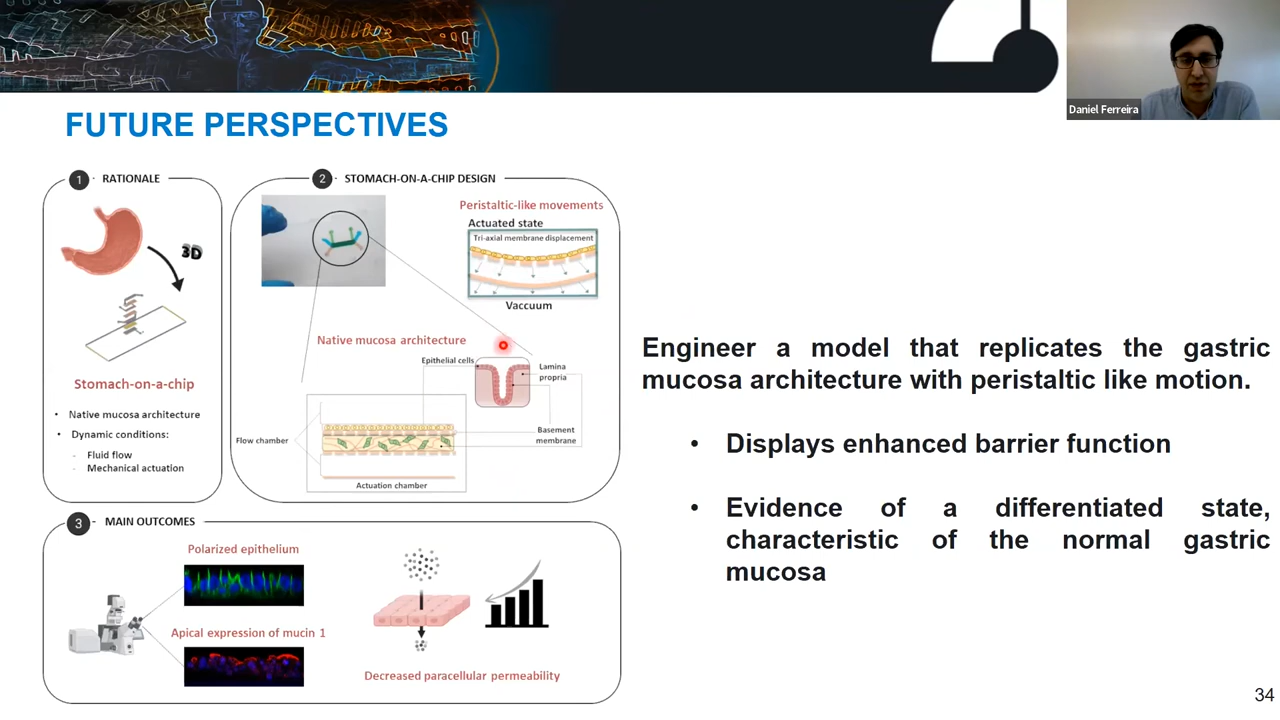 Daniel Ferreira
FUTURE PERSPECTIVES
1 RATIONALE
3D
Stomach-on-a-chip
• Native mucosa architecture
• Dynamic conditions:
- Fluid flow
- Mechanical actuation
2 STOMACH-ON-A-CHIP DESIGN
Peristaltic-like movements
Actuated state
Tri-axial membrane displacement
Vaccuum
Native mucosa architecture
Epithelial cells
Lamina
propria
Flow chamber
Basement
membrane
Actuation chamber
3 MAIN OUTCOMES
Polarized epithelium
Apical expression of mucin 1
Decreased paracellular permeability
Engineer a model that replicates the gastric
mucosa architecture with peristaltic like motion.
• Displays enhanced barrier function
• Evidence of a differentiated state,
characteristic of the normal gastric
mucosa
34